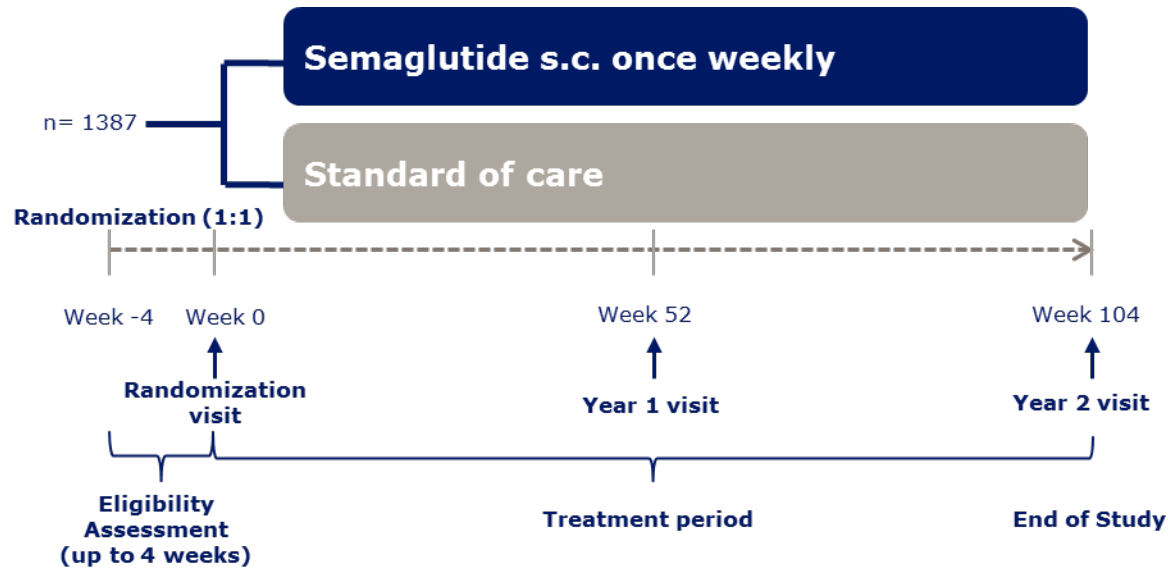 Semaglutide s.c. once weekly
n= 1387
Standard of care
Randomization (1:1)
Week -4
Week 0
Week 52
Week 104
Randomization
visit
Year 1 visit
Year 2 visit
Eligibility
Assessment
(up to 4 weeks)
Treatment period
End of Study